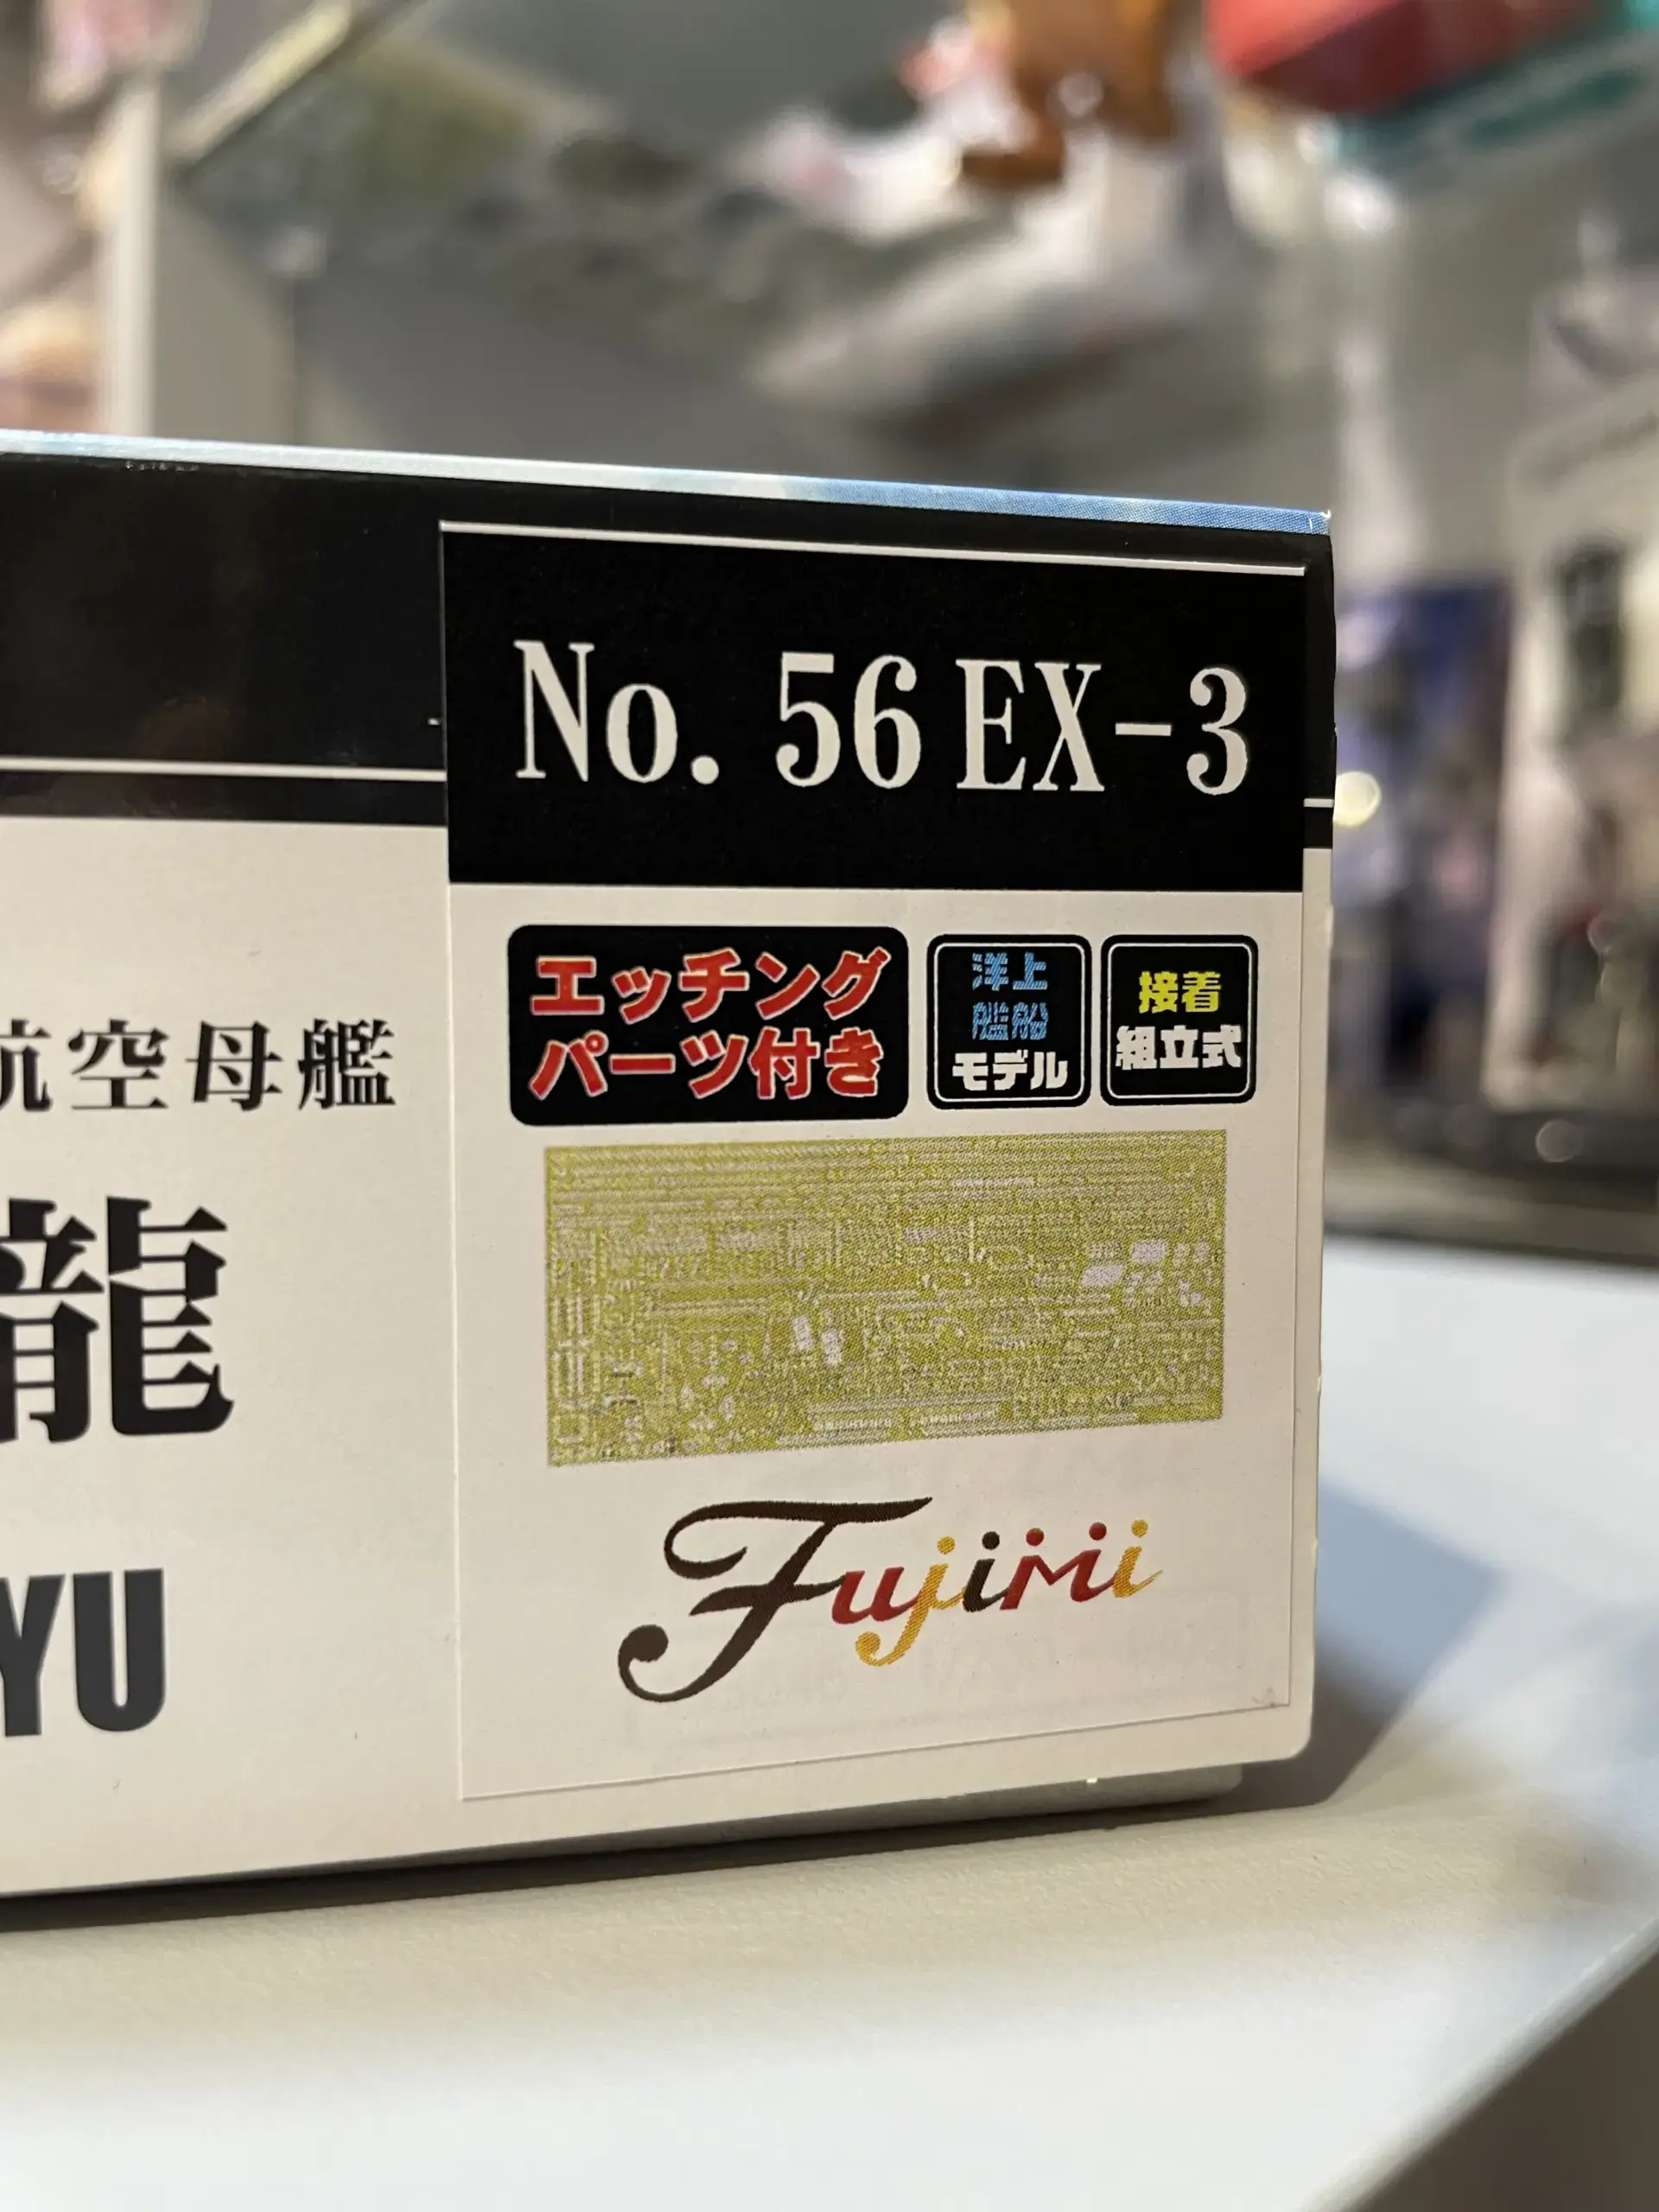 No. 56 EX-3
エッチング
パーツ付き
洋上
艦船
モデル
接着
組立式
航空母艦
龍
YU
Fujimi